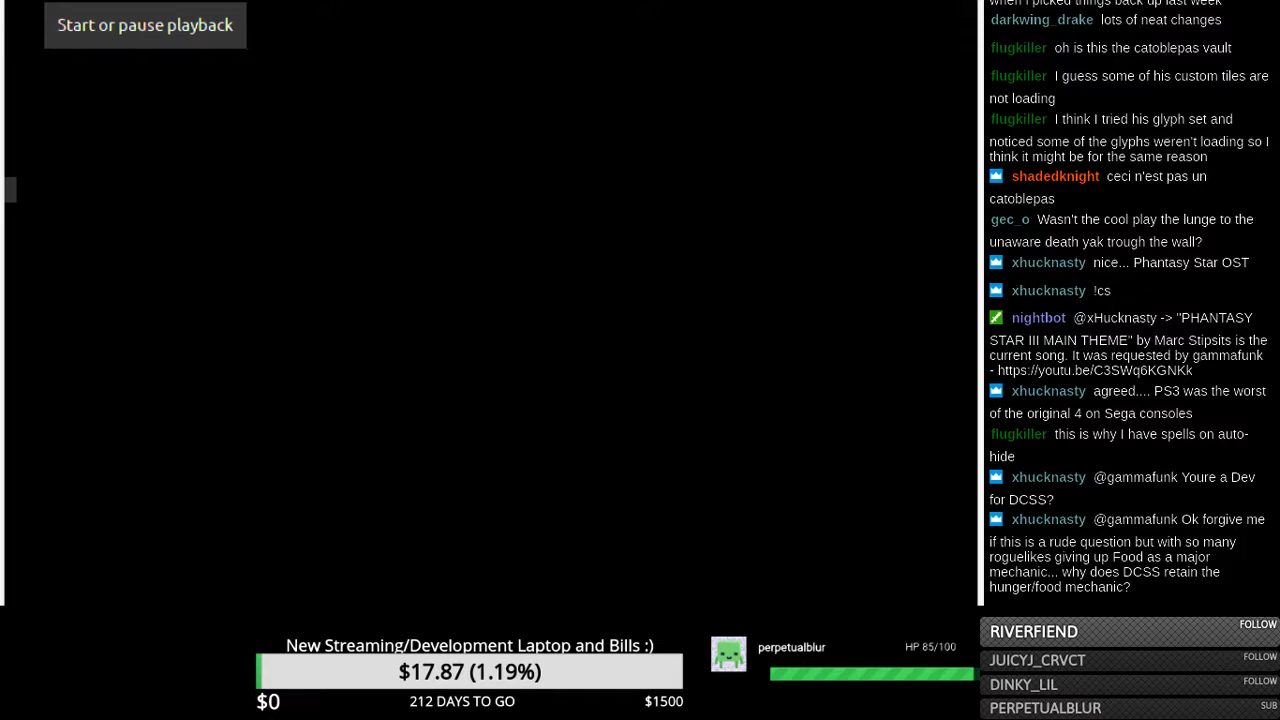 Start or pause playback
when I picked things back up last week
darkwing_drake lots of neat changes
flugkiller oh is this the catoblepas vault
flugkiller I guess some of his custom tiles are
not loading
flugkiller I think I tried his glyph set and
noticed some of the glyphs weren't loading so I
think it might be for the same reason
shadedknight ceci n'est pas un
catoblepas
gec_o Wasn't the cool play the lunge to the
unaware death yak trough the wall?
xhucknasty nice... Phantasy Star OST
xhucknasty !cs
nightbot @xHucknasty -> "PHANTASY
STAR III MAIN THEME" by Marc Stipsits is the
current song. It was requested by gammafunk
- https://youtu.be/C3SWq6KGNKk
xhucknasty agreed.... PS3 was the worst
of the original 4 on Sega consoles
flugkiller this is why I have spells on auto-
hide
xhucknasty @gammafunk Youre a Dev
for DCSS?
xhucknasty @gammafunk Ok forgive me
if this is a rude question but with so many
roguelikes giving up Food as a major
mechanic... why does DCSS retain the
hunger/food mechanic?
New Streaming/Development Laptop and Bills :)
$17.87 (1.19%)
$0 212 DAYS TO GO $1500
perpetualblur HP 85/100
RIVERFIEND FOLLOW
JUICYJ_CRVCT FOLLOW
DINKY_LIL FOLLOW
PERPETUALBLUR SUB